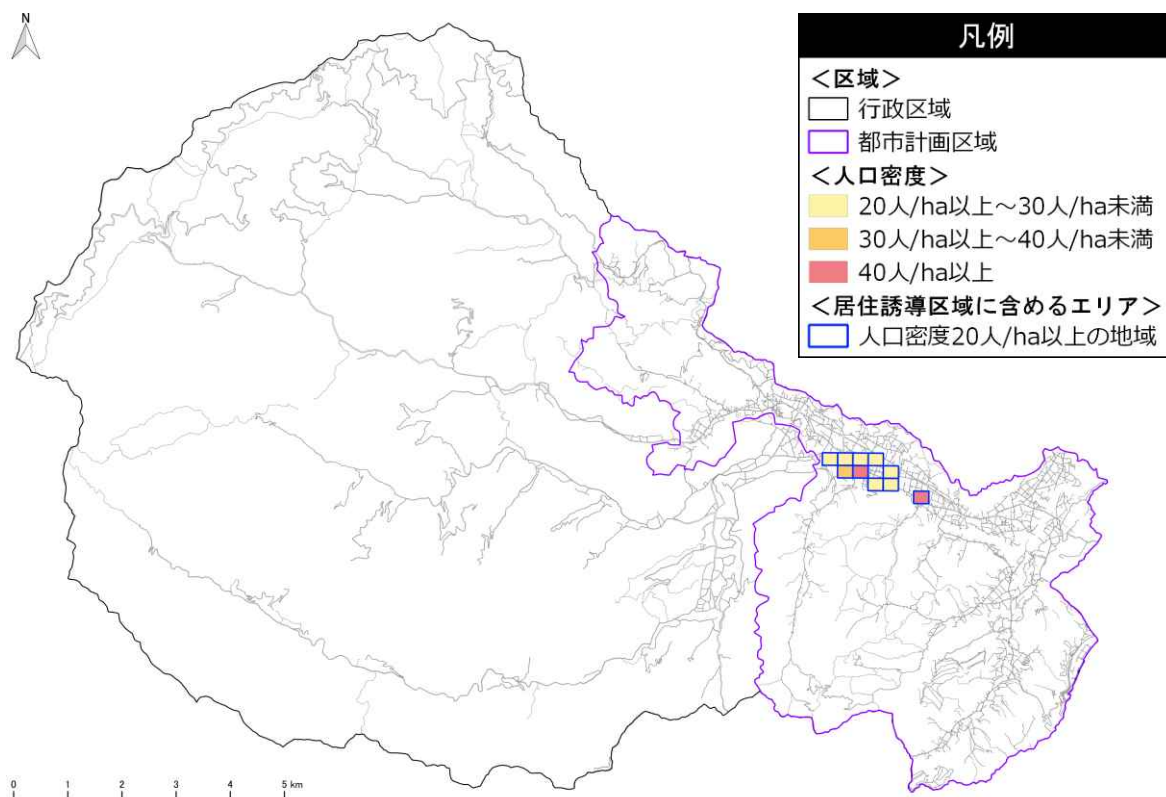 N
凡例
＜区域＞
行政区域
都市計画区域
＜人口密度＞
20人/ha以上～30人/ha未満
30人/ha以上～40人/ha未満
40人/ha以上
＜居住誘導区域に含めるエリア＞
人口密度20人/ha以上の地域
0 1 2 3 4 5 km